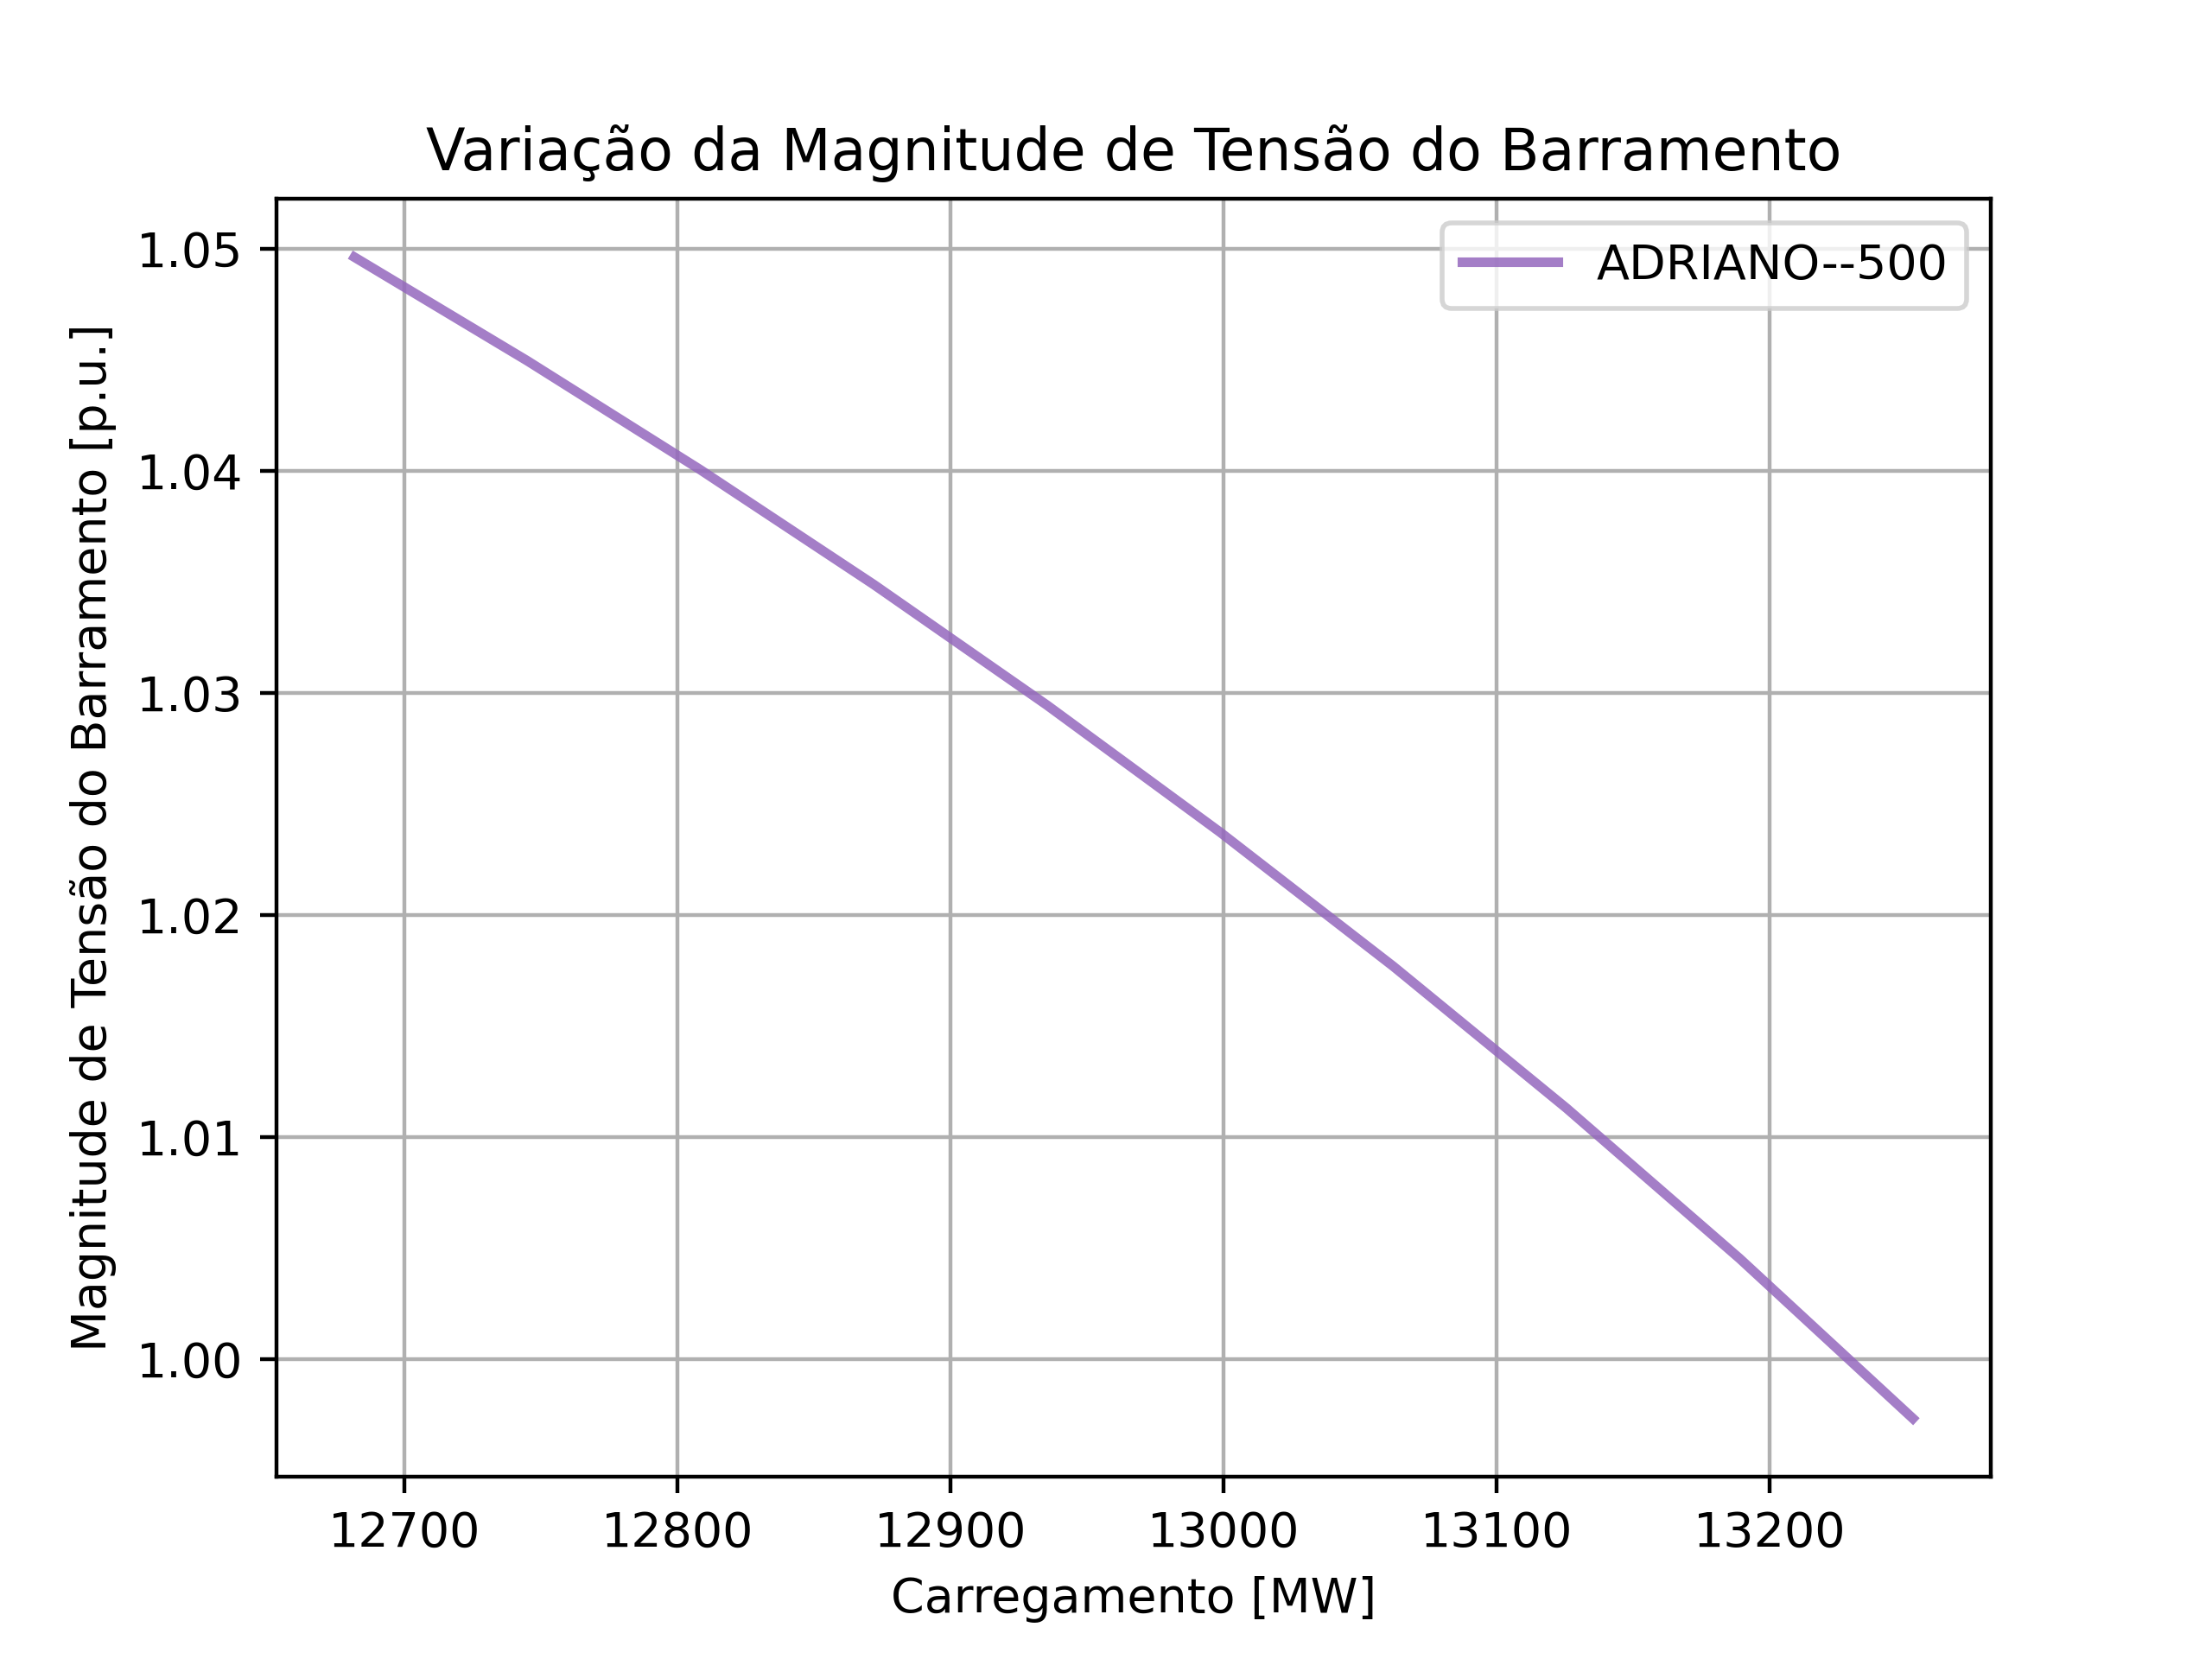 Variação da Magnitude de Tensão do Barramento
ADRIANO--500
Magnitude de Tensão do Barramento [p.u.]
1.05
1.04
1.03
1.02
1.01
1.00
12700 12800 12900 13000 13100 13200
Carregamento [MW]